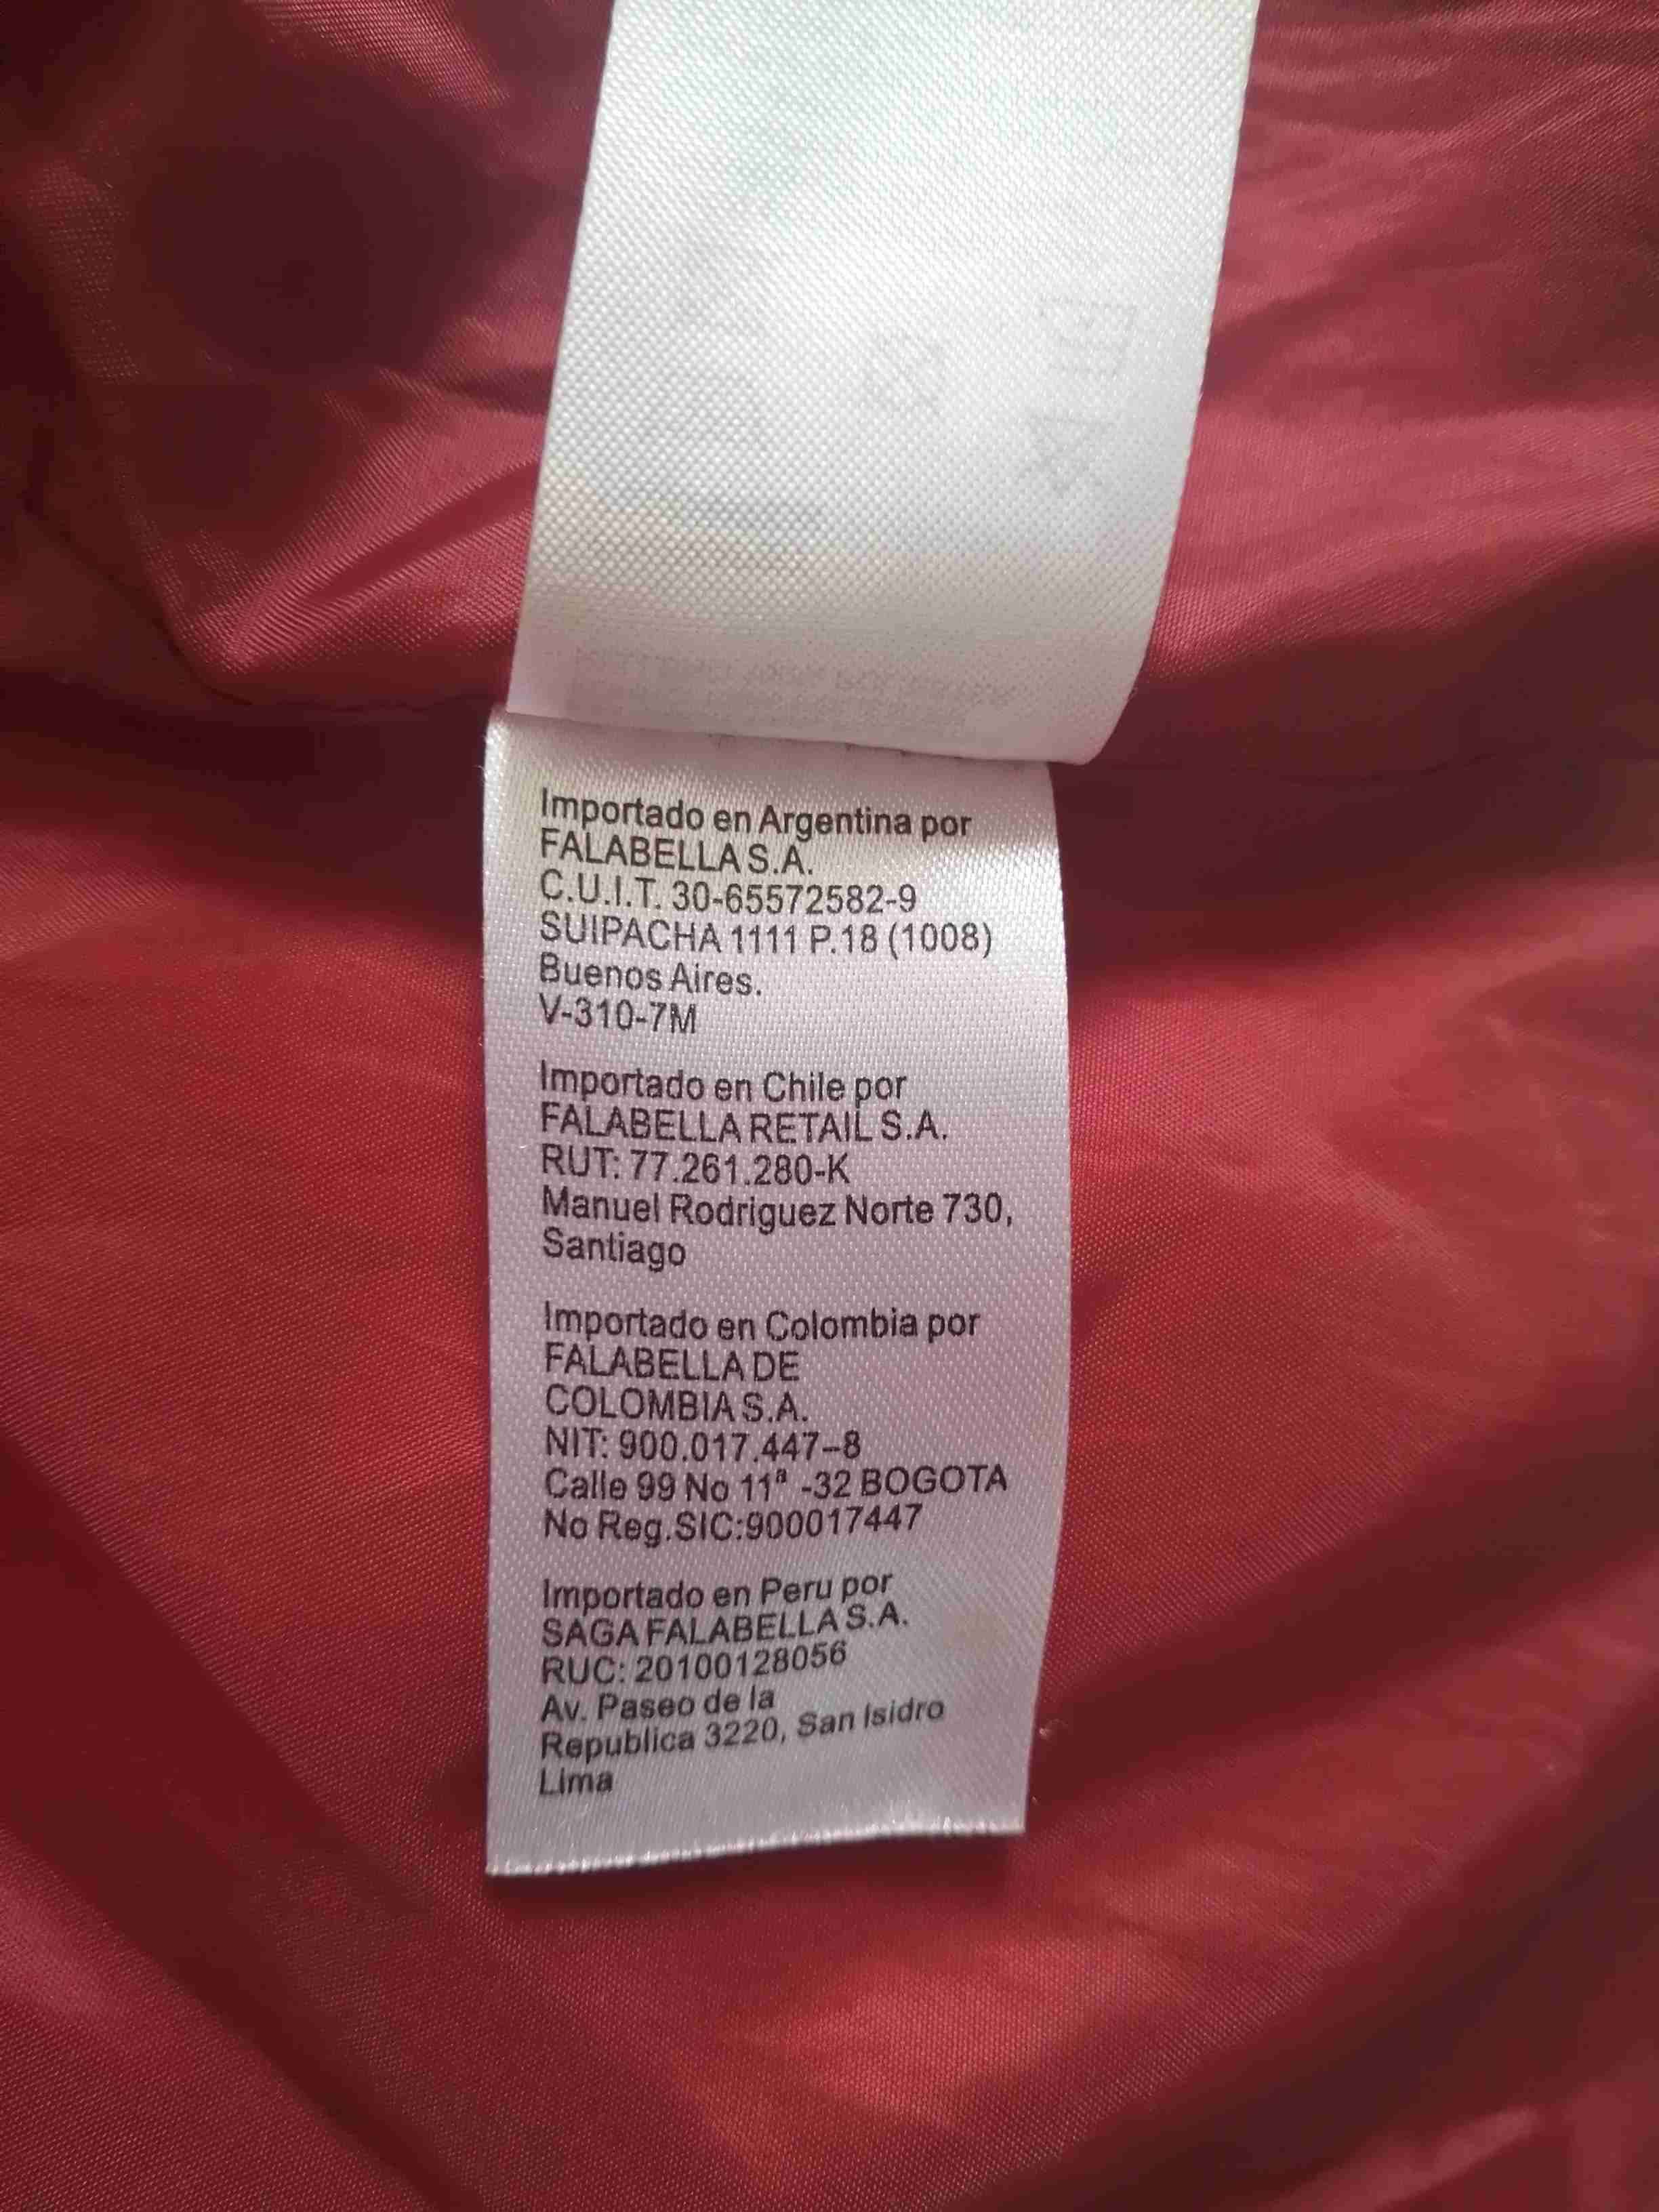 Importado en Argentina por
FALABELLA S.A.
C.U.I.T. 30-65572582-9
SUIPACHA 1111 P.18 (1008)
Buenos Aires.
V-310-7M
Importado en Chile por
FALABELLA RETAIL S.A.
RUT: 77.261.280-K
Manuel Rodriguez Norte 730,
Santiago
Importado en Colombia por
FALABELLA DE
COLOMBIA S.A.
NIT: 900.017.447-8
Calle 99 No 11ª -32 BOGOTA
No Reg.SIC:900017447
Importado en Peru por
SAGA FALABELLA S.A.
RUC: 20100128056
Av. Paseo de la
Republica 3220, San Isidro
Lima